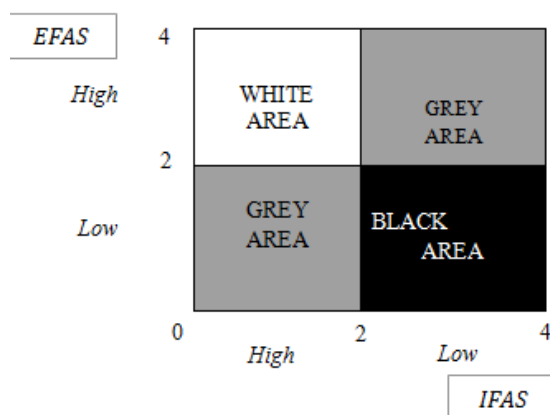 EFAS
4
High
WHITE
AREA
GREY
AREA
2
Low
GREY
AREA
BLACK
AREA
0
2
4
High
Low
IFAS